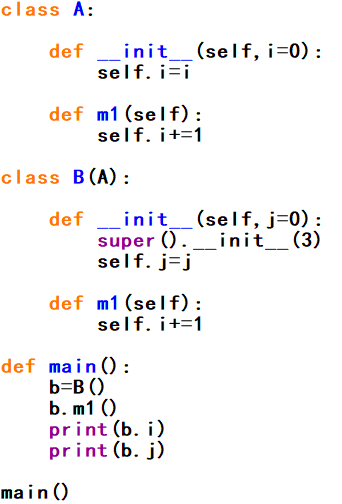 class A:
    def __init__(self,i=0):
        self.i=i
    def m1(self):
        self.i+=1
class B(A):
    def __init__(self,j=0):
        super().__init__(3)
        self.j=j
    def m1(self):
        self.i+=1
def main():
    b=B()
    b.m1()
    print(b.i)
    print(b.j)
main()